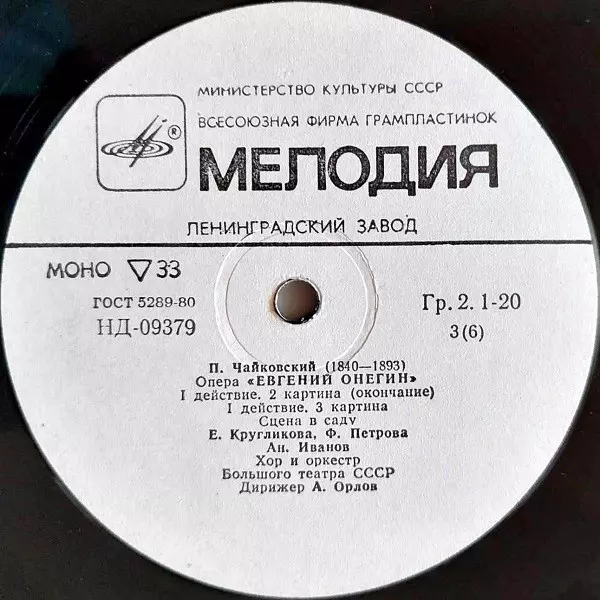 МИНИСТЕРСТВО КУЛЬТУРЫ СССР
ВСЕСОЮЗНАЯ ФИРМА ГРАМПЛАСТИНОК
®
МЕЛОДИЯ
ЛЕНИНГРАДСКИЙ ЗАВОД
МОНО ▽ 33
ГОСТ 5289-80
НД-09379
Гр. 2. 1-20
3(6)
П. Чайковский (1840—1893)
Опера «ЕВГЕНИЙ ОНЕГИН»
I действие. 2 картина (окончание)
I действие. 3 картина
Сцена в саду
Е. Кругликова, Ф. Петрова
Ан. Иванов
Хор и оркестр
Большого театра СССР
Дирижер А. Орлов